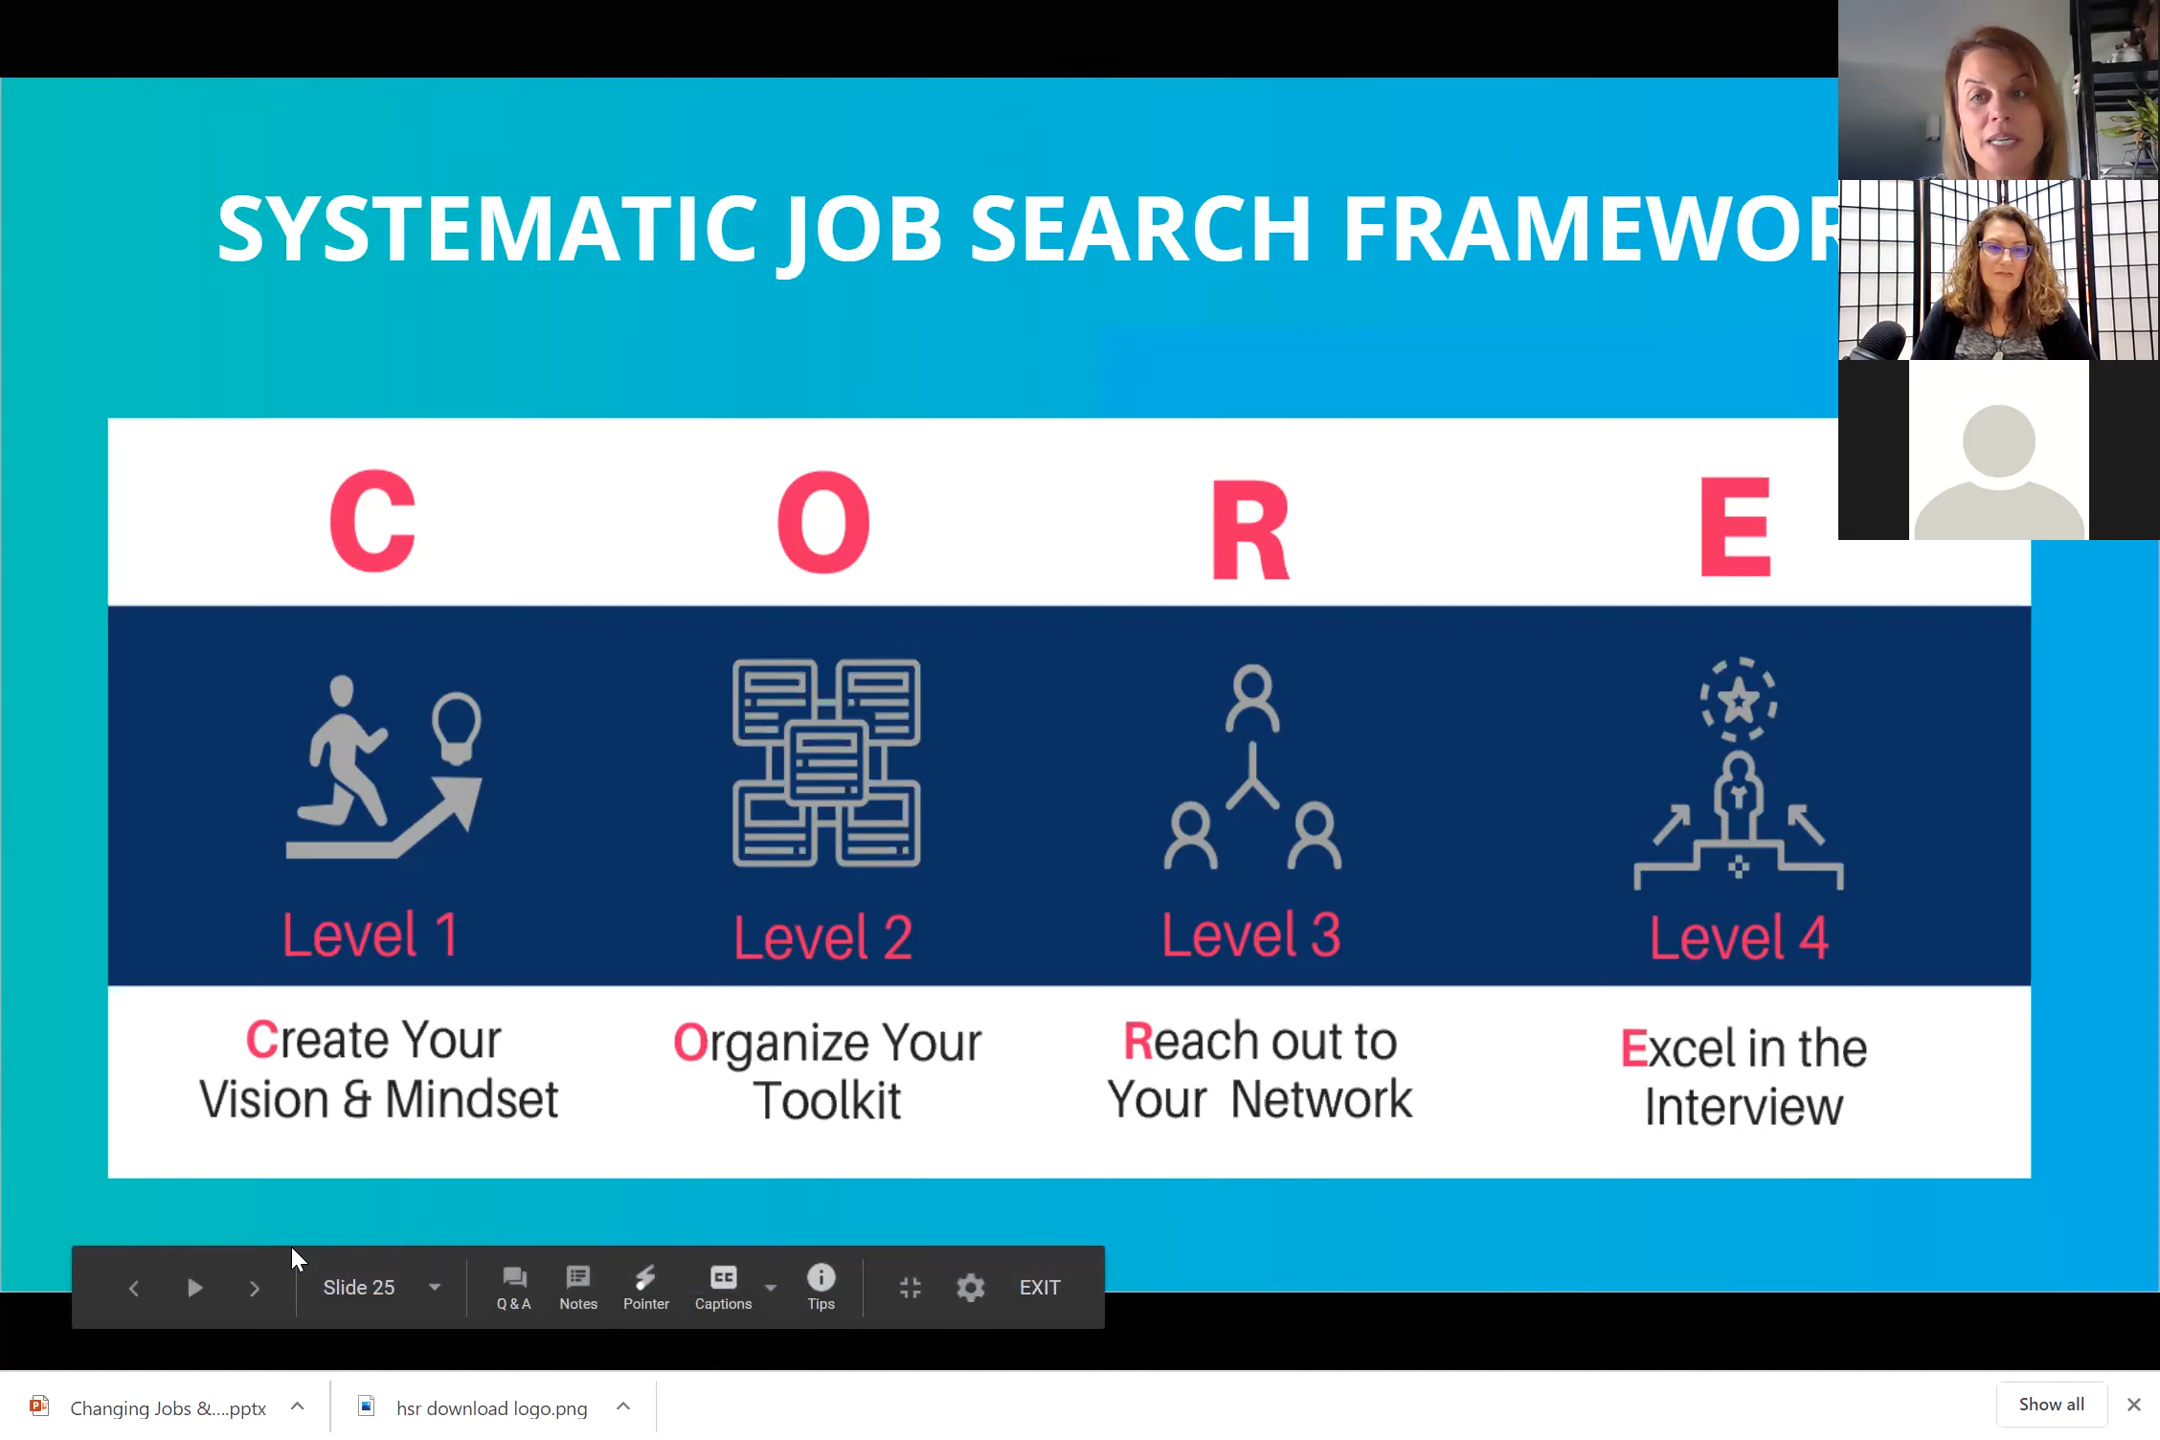 SYSTEMATIC JOB SEARCH FRAMEWOR
C O R E
Level 1 Level 2 Level 3 Level 4
Create Your Organize Your Reach out to Excel in the
Vision & Mindset Toolkit Your Network Interview
Slide 25 Q & A Notes Pointer CC Captions Tips EXIT
Changing Jobs &....pptx hsr download logo.png Show all